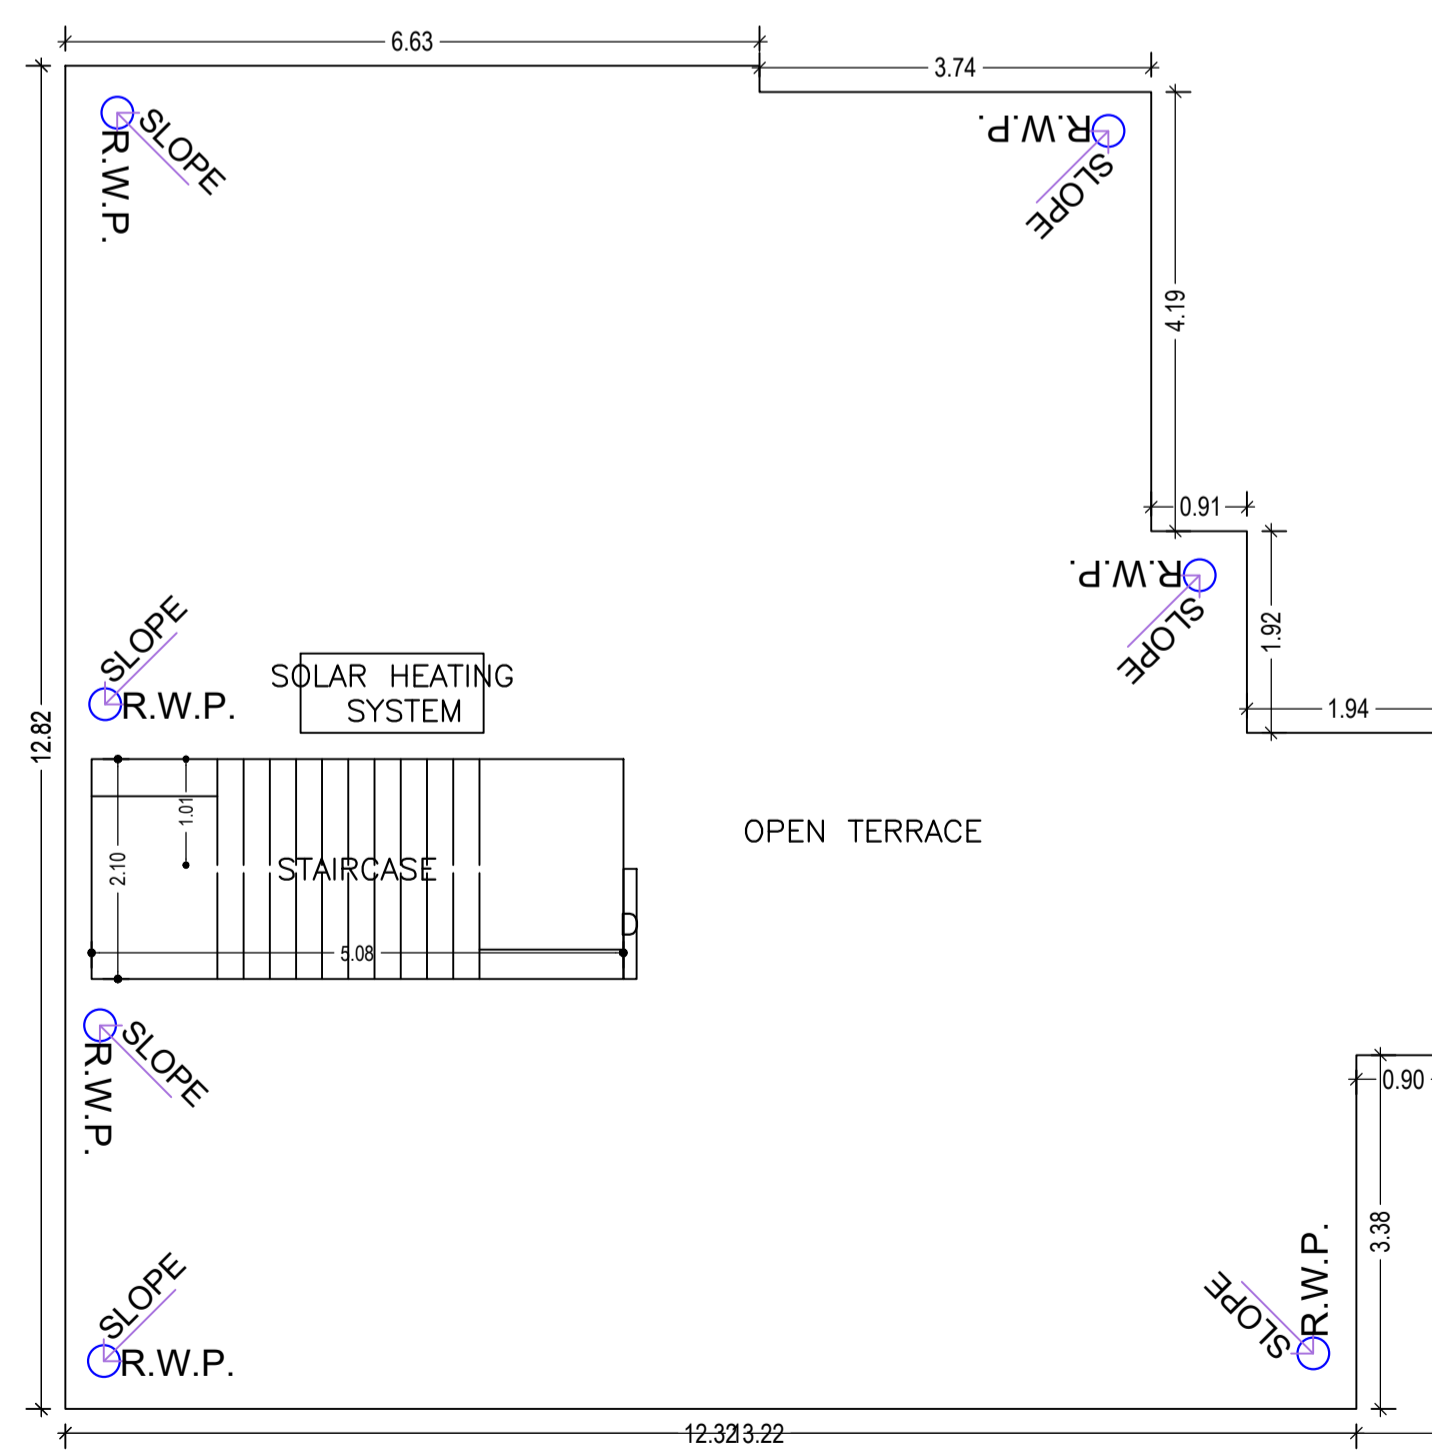 6.63
3.74
SLOPE
R.W.P.
R.W.P.
SLOPE
4.19
0.91
R.W.P.
SLOPE
1.92
SLOPE
R.W.P.
SOLAR HEATING
SYSTEM
1.94
12.82
1.01
2.10
STAIRCASE
5.08
OPEN TERRACE
D
SLOPE
R.W.P.
0.90
3.38
SLOPE
R.W.P.
R.W.P.
SLOPE
12.32
13.22